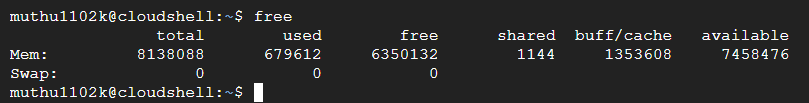 muthu1102k@cloudshell:~$ free
total used free shared buff/cache available
Mem: 8138088 679612 6350132 1144 1353608 7458476
Swap: 0 0 0
muthu1102k@cloudshell:~$